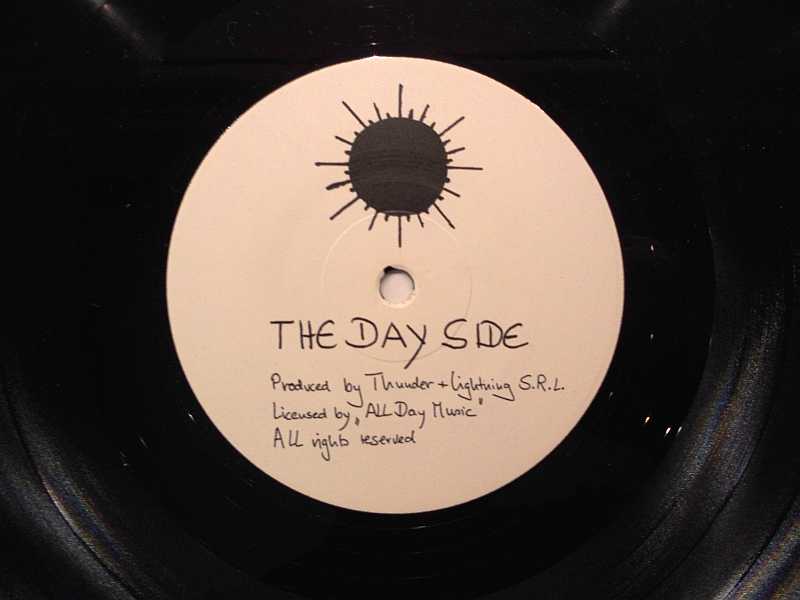 THE DAY SIDE
Produced by Thunder + Lightning S.R.L.
Licensed by „ALL Day Music"
All rights reserved